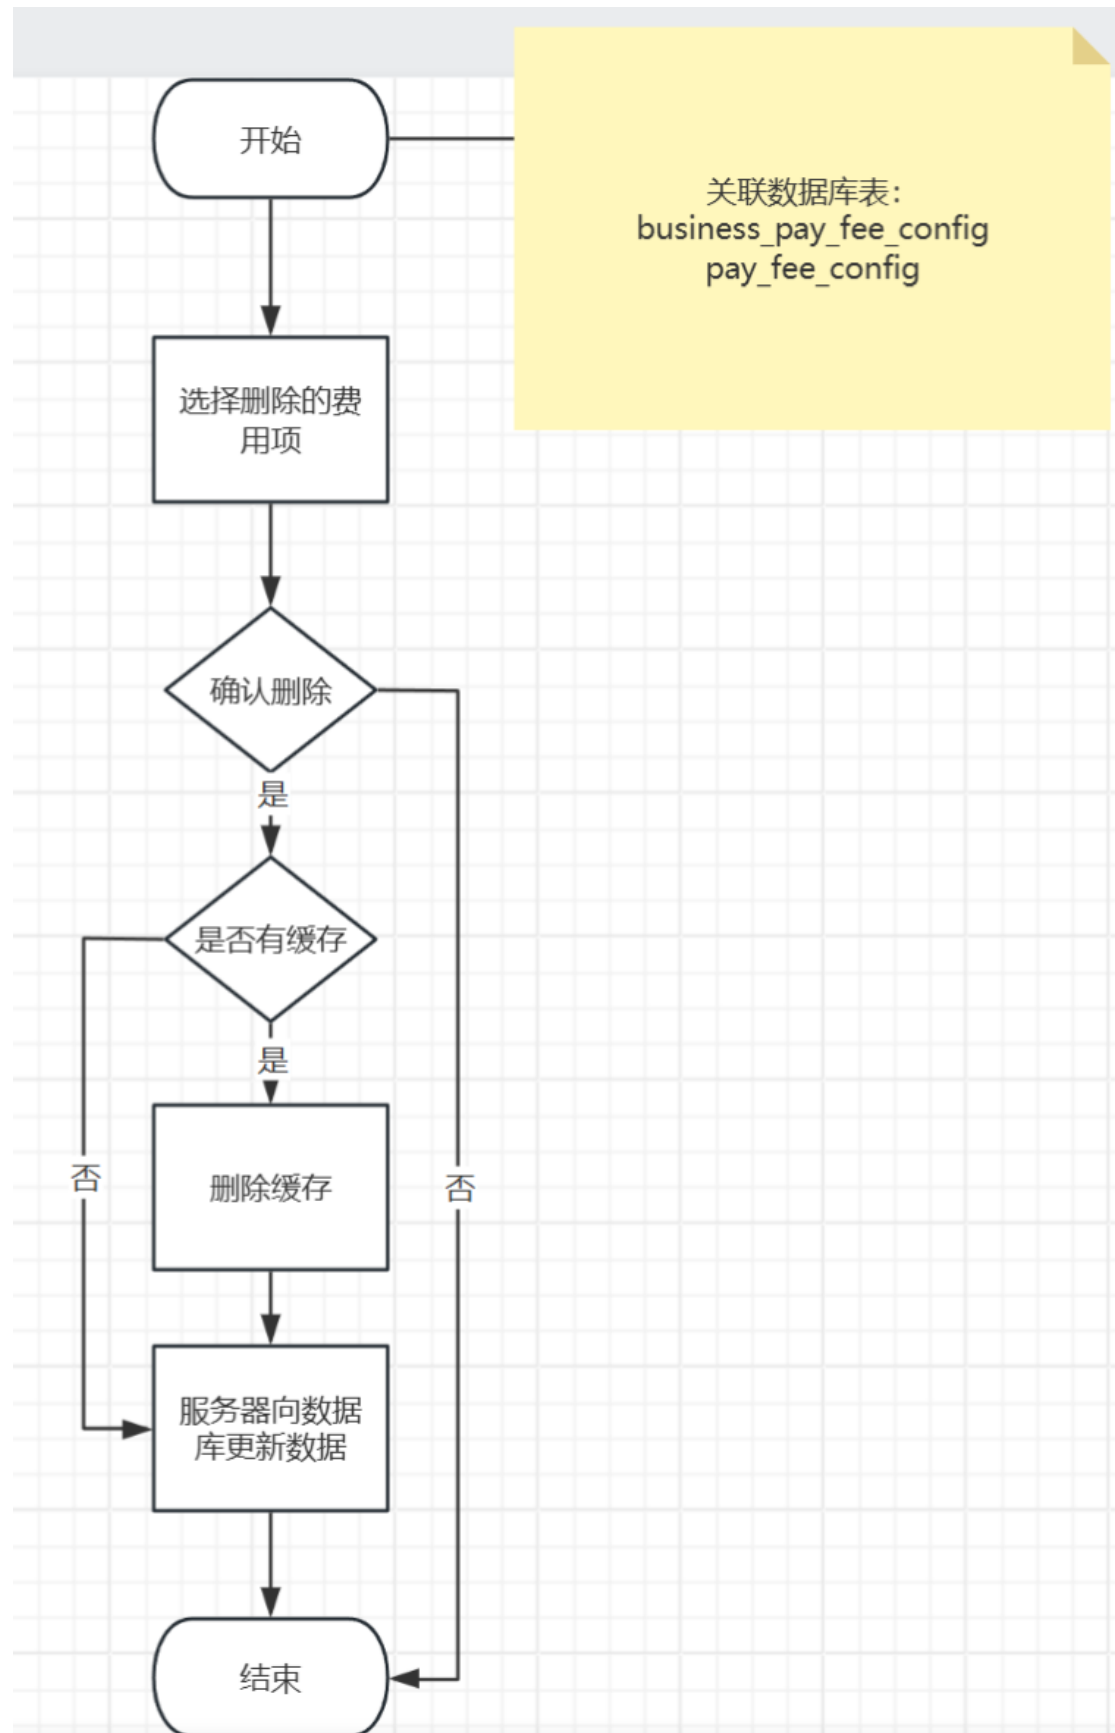 开始
关联数据库表：
business_pay_fee_config
pay_fee_config
选择删除的费
用项
确认删除
是
是否有缓存
是
否
否
删除缓存
服务器向数据
库更新数据
结束